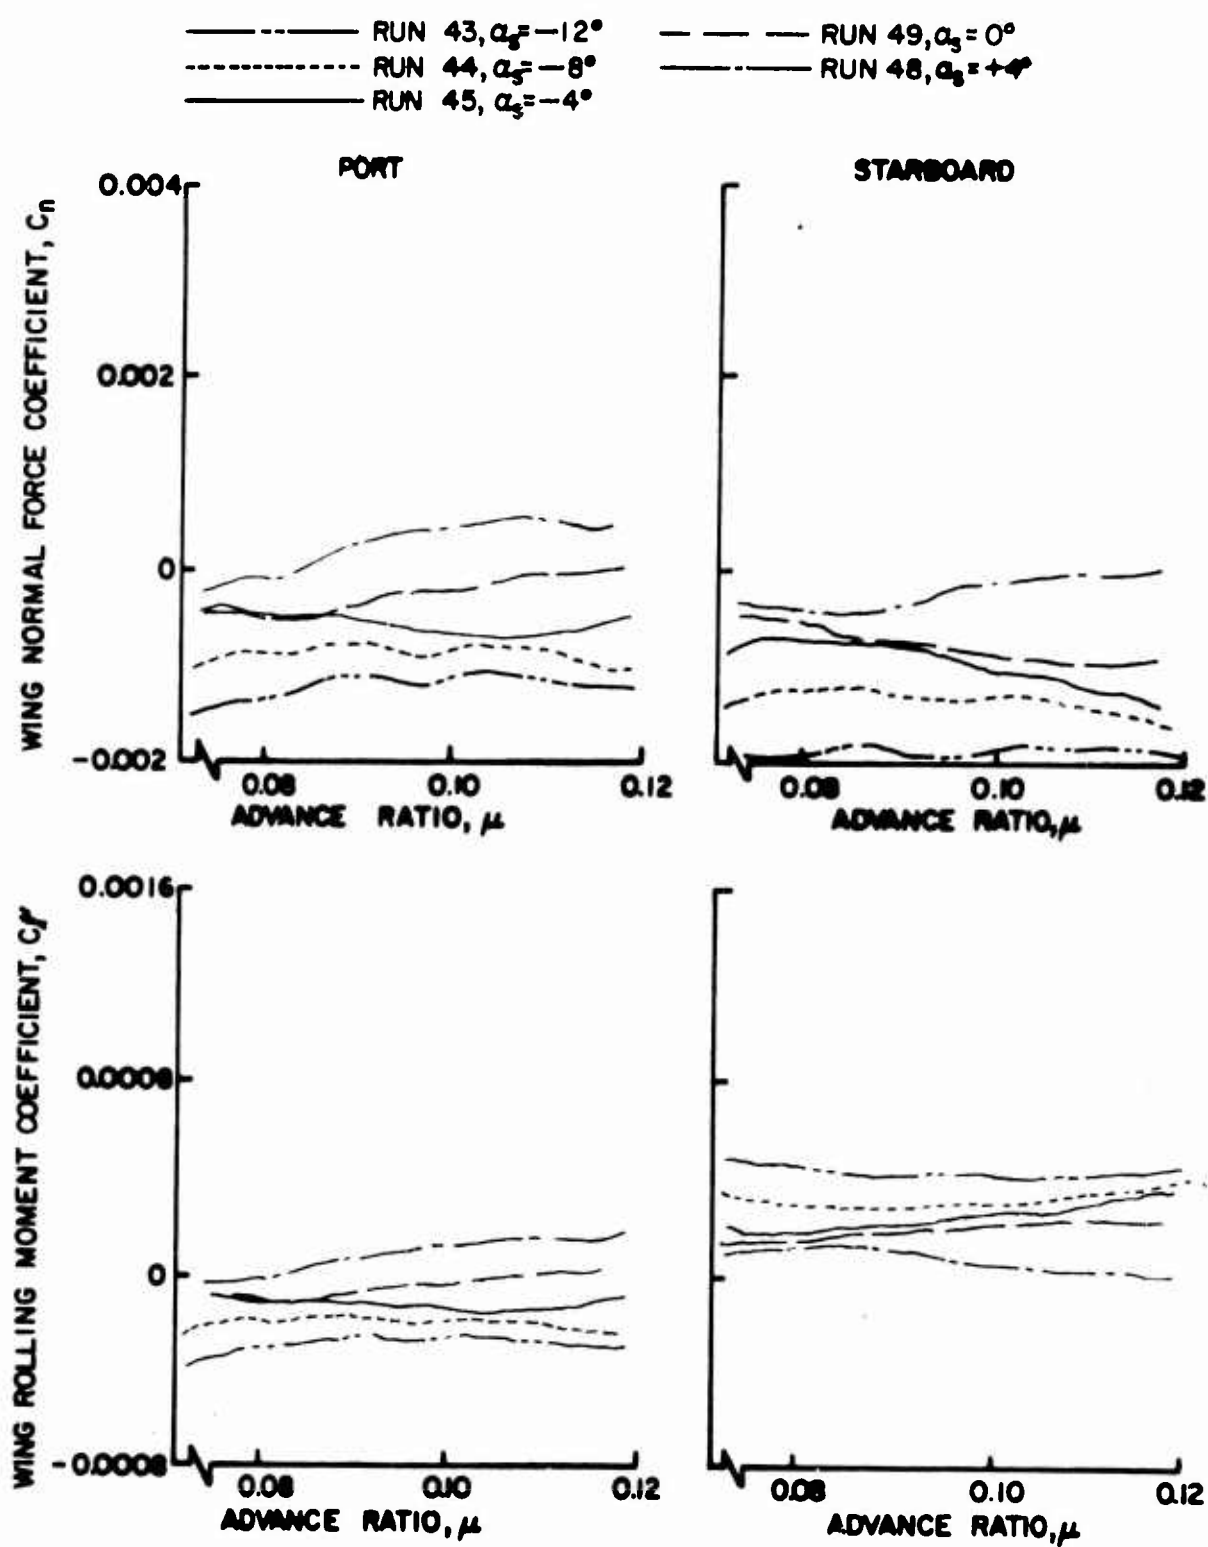 RUN 43, αs=-12°
RUN 49, αs=0°
RUN 44, αs=-8°
RUN 48, αs=+4°
RUN 45, αs=-4°
PORT
STARBOARD
WING NORMAL FORCE COEFFICIENT, Cn
0.004
0.002
0
-0.002
0.08 0.10 0.12
ADVANCE RATIO, μ
0.08 0.10 0.12
ADVANCE RATIO, μ
WING ROLLING MOMENT COEFFICIENT,
0.0016
0.0008
0
-0.0008
0.08 0.10 0.12
ADVANCE RATIO, μ
0.08 0.10 0.12
ADVANCE RATIO, μ